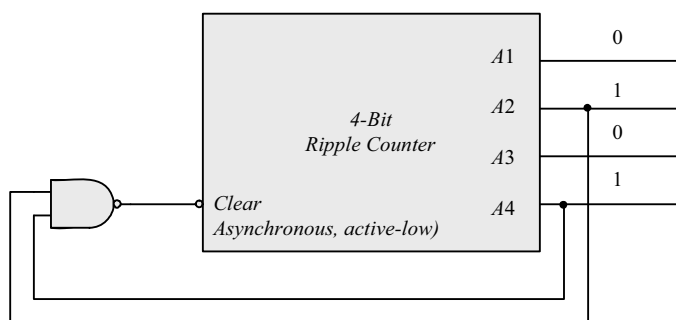 A1
0
A2
1
4-Bit
Ripple Counter
A3
0
A4
1
Clear
Asynchronous, active-low)